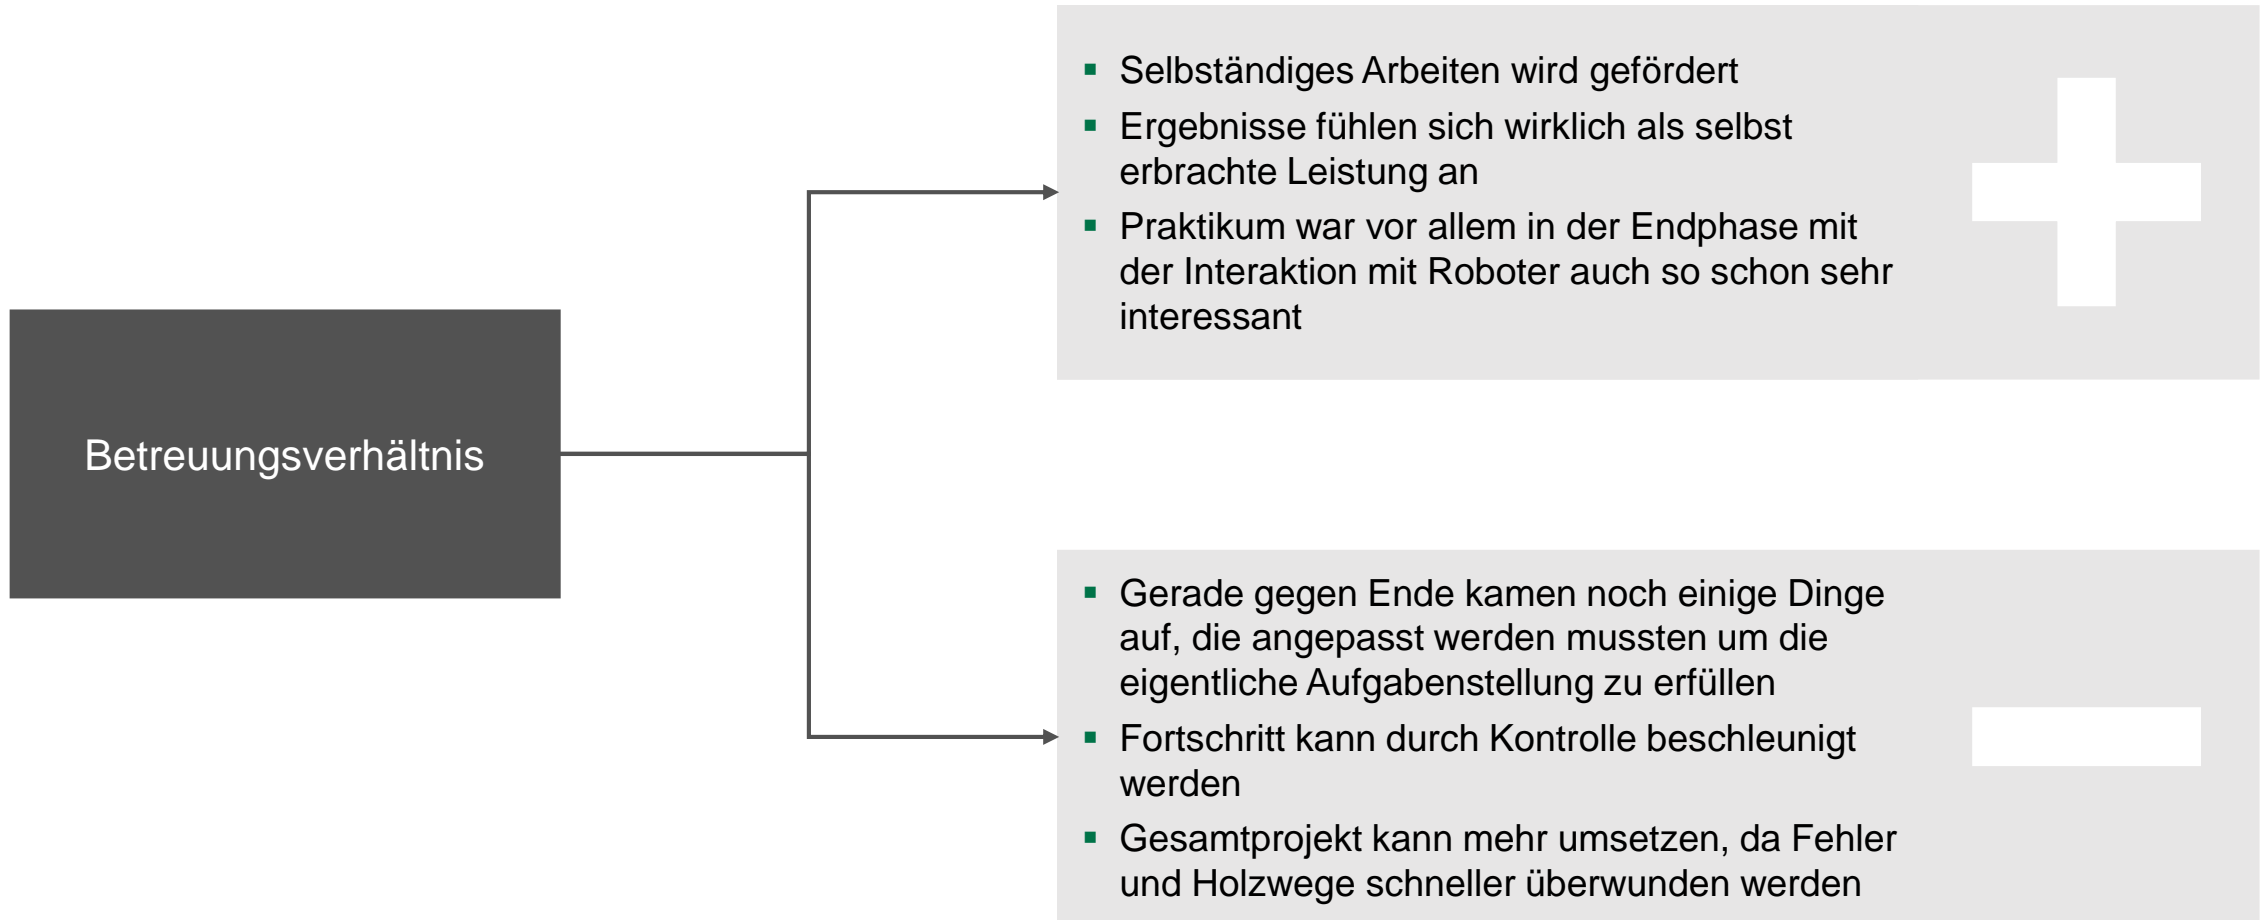 Betreuungsverhältnis
Selbständiges Arbeiten wird gefördert
Ergebnisse fühlen sich wirklich als selbst
erbrachte Leistung an
Praktikum war vor allem in der Endphase mit
der Interaktion mit Roboter auch so schon sehr
interessant
Gerade gegen Ende kamen noch einige Dinge
auf, die angepasst werden mussten um die
eigentliche Aufgabenstellung zu erfüllen
Fortschritt kann durch Kontrolle beschleunigt
werden
Gesamtprojekt kann mehr umsetzen, da Fehler
und Holzwege schneller überwunden werden